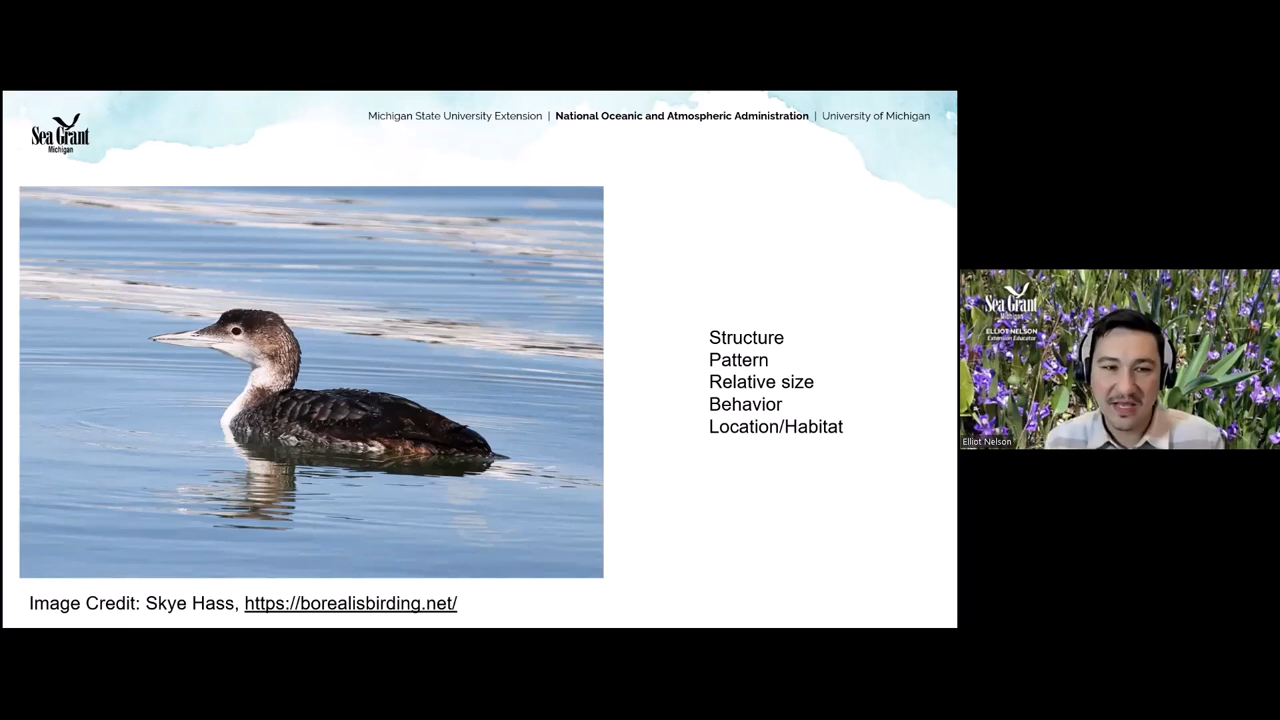 Sea Grant
Michigan
Michigan State University Extension | National Oceanic and Atmospheric Administration | University of Michigan
Structure
Pattern
Relative size
Behavior
Location/Habitat
Image Credit: Skye Hass, https://borealisbirding.net/
Sea Grant
Michigan
ELLIOT NELSON
Extension Educator
Elliot Nelson